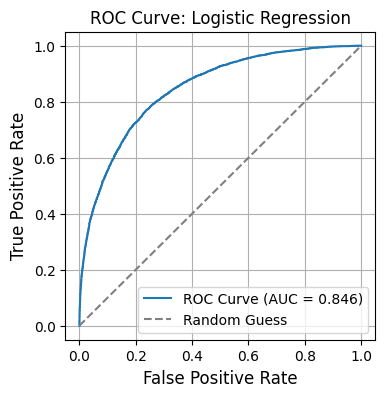 ROC Curve: Logistic Regression
True Positive Rate
1.0
0.8
0.6
0.4
0.2
0.0
ROC Curve (AUC = 0.846)
Random Guess
0.0 0.2 0.4 0.6 0.8 1.0
False Positive Rate